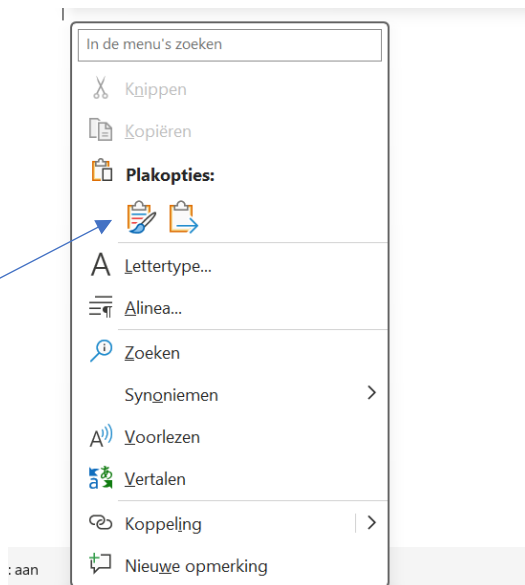 In de menu's zoeken
Knippen
Kopiëren
Plakopties:
Lettertype...
Alinea...
Zoeken
Synoniemen
Voorlezen
Vertalen
Koppeling
Nieuwe opmerking
: aan